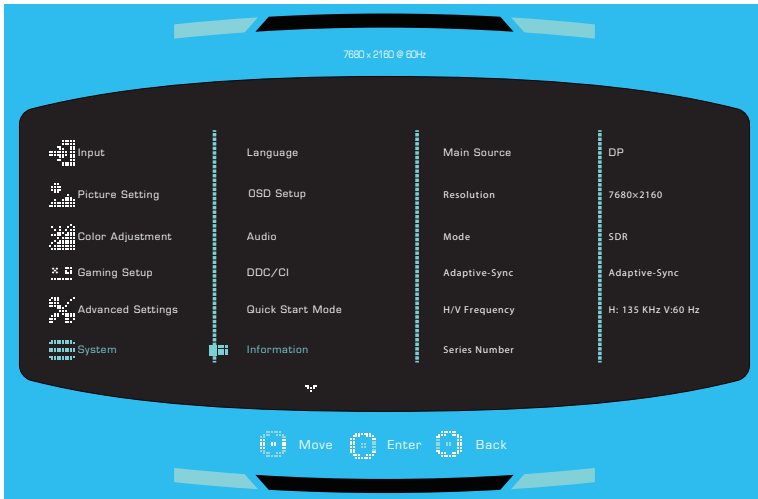 7680 x 2160 @ 60Hz
Input Language Main Source DP
Picture Setting OSD Setup Resolution 7680×2160
Color Adjustment Audio Mode SDR
Gaming Setup DDC/CI Adaptive-Sync Adaptive-Sync
Advanced Settings Quick Start Mode H/V Frequency H: 135 KHz V:60 Hz
System Information Series Number
Move Enter Back